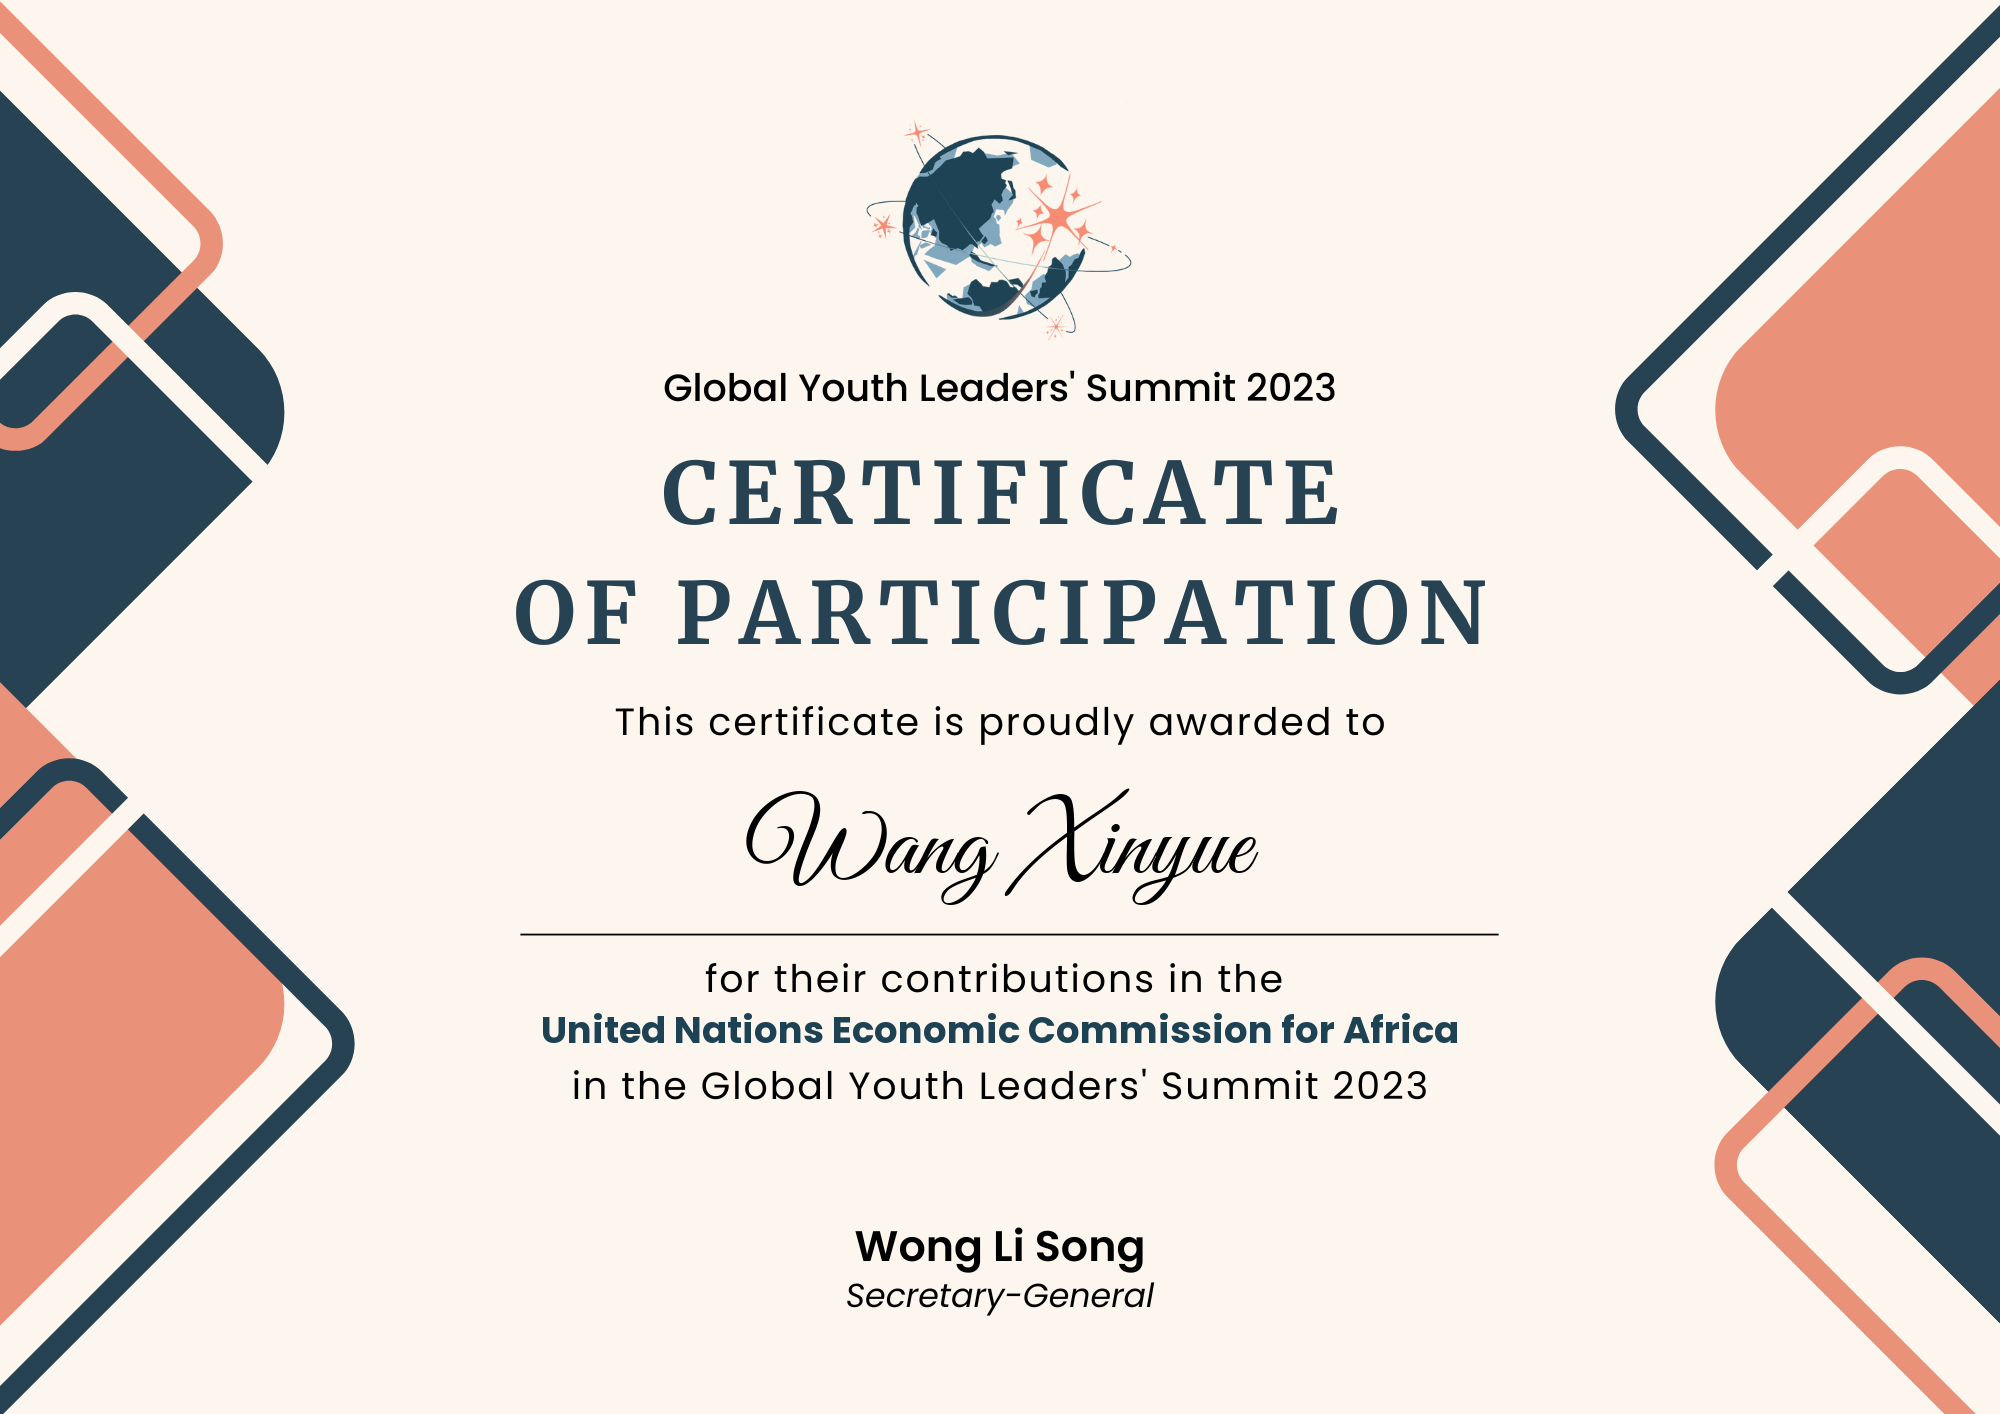 Global Youth Leaders' Summit 2023
CERTIFICATE
OF PARTICIPATION
This certificate is proudly awarded to
Wang Xinyue
for their contributions in the
United Nations Economic Commission for Africa
in the Global Youth Leaders' Summit 2023
Wong Li Song
Secretary-General